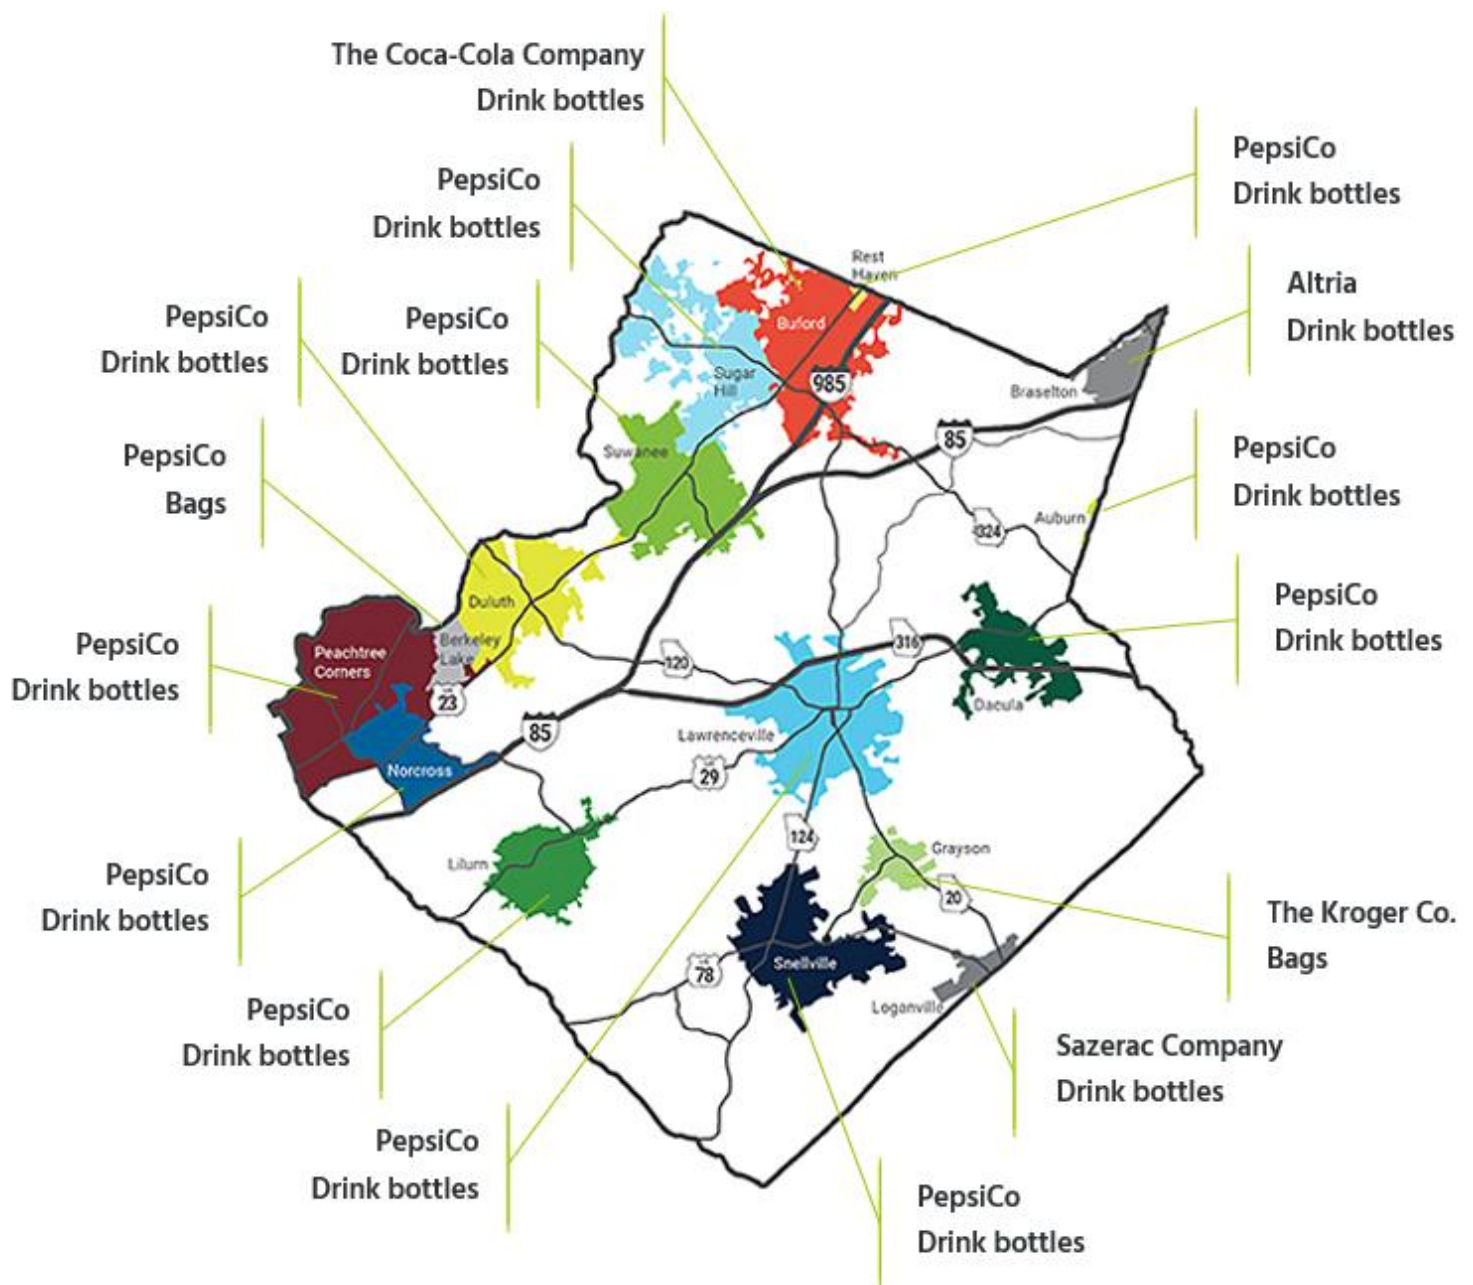 The Coca-Cola Company
Drink bottles
PepsiCo
Drink bottles
PepsiCo
Drink bottles
PepsiCo
Drink bottles
PepsiCo
Drink bottles
Altria
Drink bottles
PepsiCo
Bags
PepsiCo
Drink bottles
PepsiCo
Drink bottles
PepsiCo
Drink bottles
PepsiCo
Drink bottles
The Kroger Co.
Bags
PepsiCo
Drink bottles
Sazerac Company
Drink bottles
PepsiCo
Drink bottles
PepsiCo
Drink bottles
Rest
Haven
Buford
Sugar
Hill
985
Braselton
Suwanee
85
Auburn
324
Duluth
Berkeley
Lake
Peachtree
Corners
23
120
316
Dacula
85
Lawrenceville
29
Norcross
124
Lilurn
Grayson
20
78
Snellville
Loganville